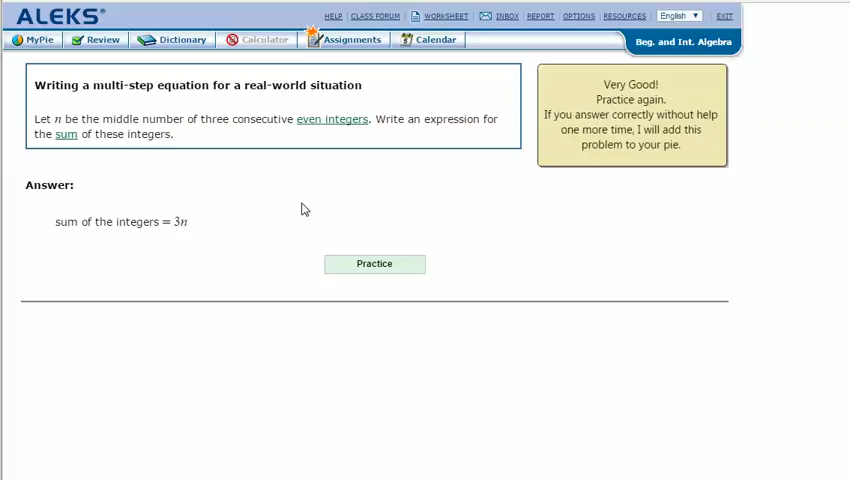 ALEKS®
HELP | CLASS FORUM | WORKSHEET INBOX | REPORT | OPTIONS | RESOURCES English ▼ EXIT
MyPie Review Dictionary Calculator Assignments 5 Calendar
Beg. and Int. Algebra
Writing a multi-step equation for a real-world situation
Let n be the middle number of three consecutive even integers. Write an expression for
the sum of these integers.
Very Good!
Practice again.
If you answer correctly without help
one more time, I will add this
problem to your pie.
Answer:
sum of the integers = 3n
Practice